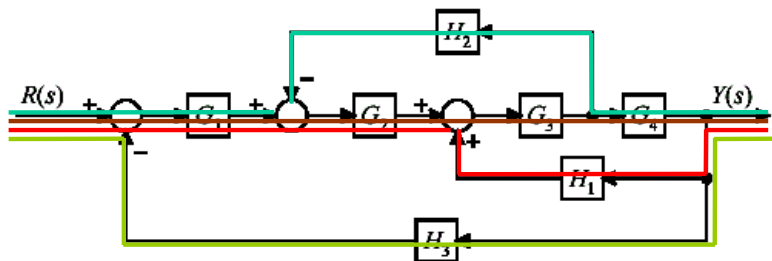 H₂
R(s) + G₁ + − G₂ + G₃ G₄ Y(s)
− +
H₁
H₃